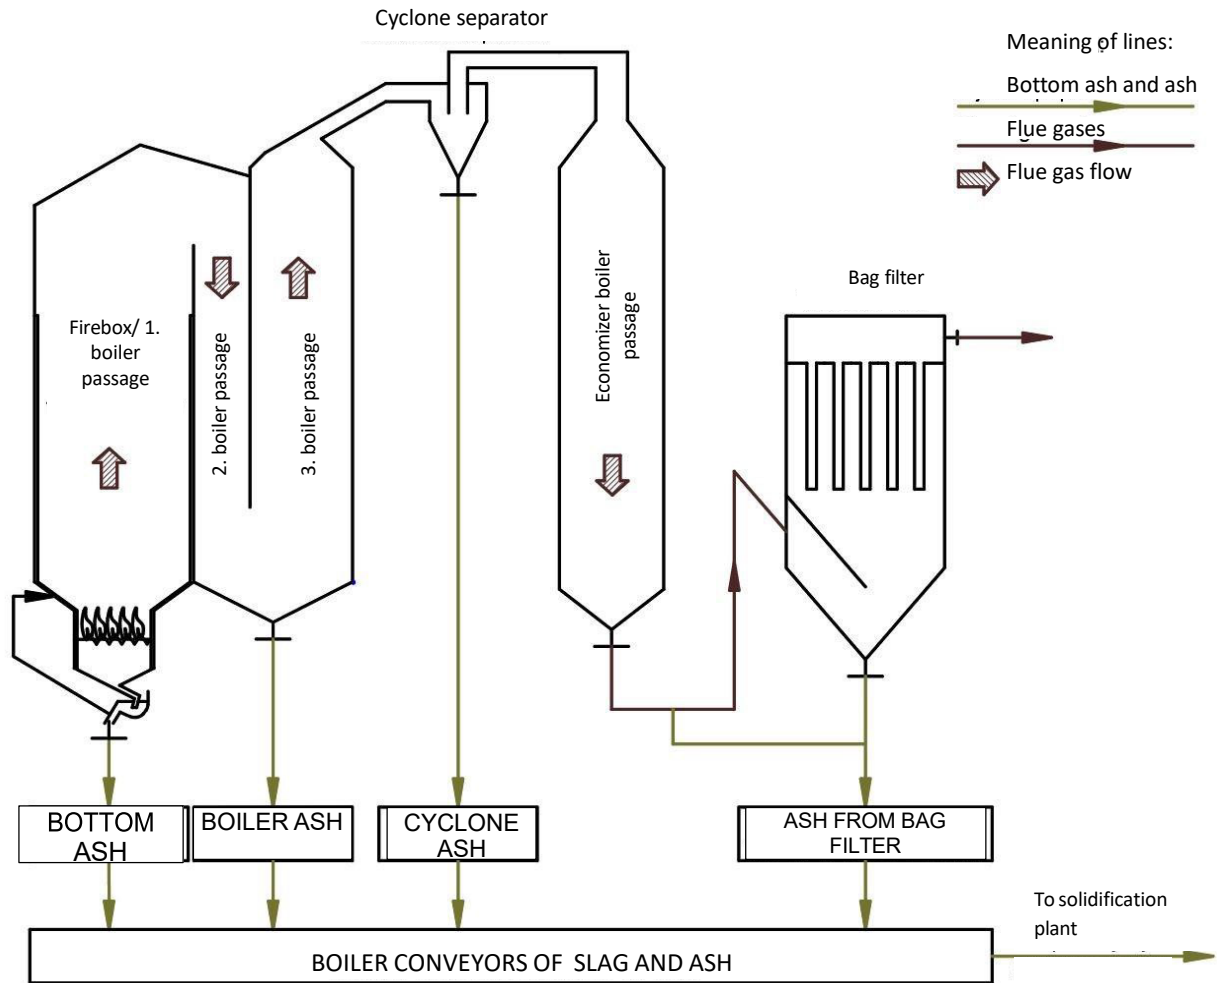 Cyclone separator
Meaning of lines:
Bottom ash and ash
Flue gases
Flue gas flow
Bag filter
Firebox/ 1.
boiler
passage
2. boiler passage
3. boiler passage
Economizer boiler
passage
BOTTOM
ASH
BOILER ASH
CYCLONE
ASH
ASH FROM BAG
FILTER
To solidification
plant
BOILER CONVEYORS OF SLAG AND ASH